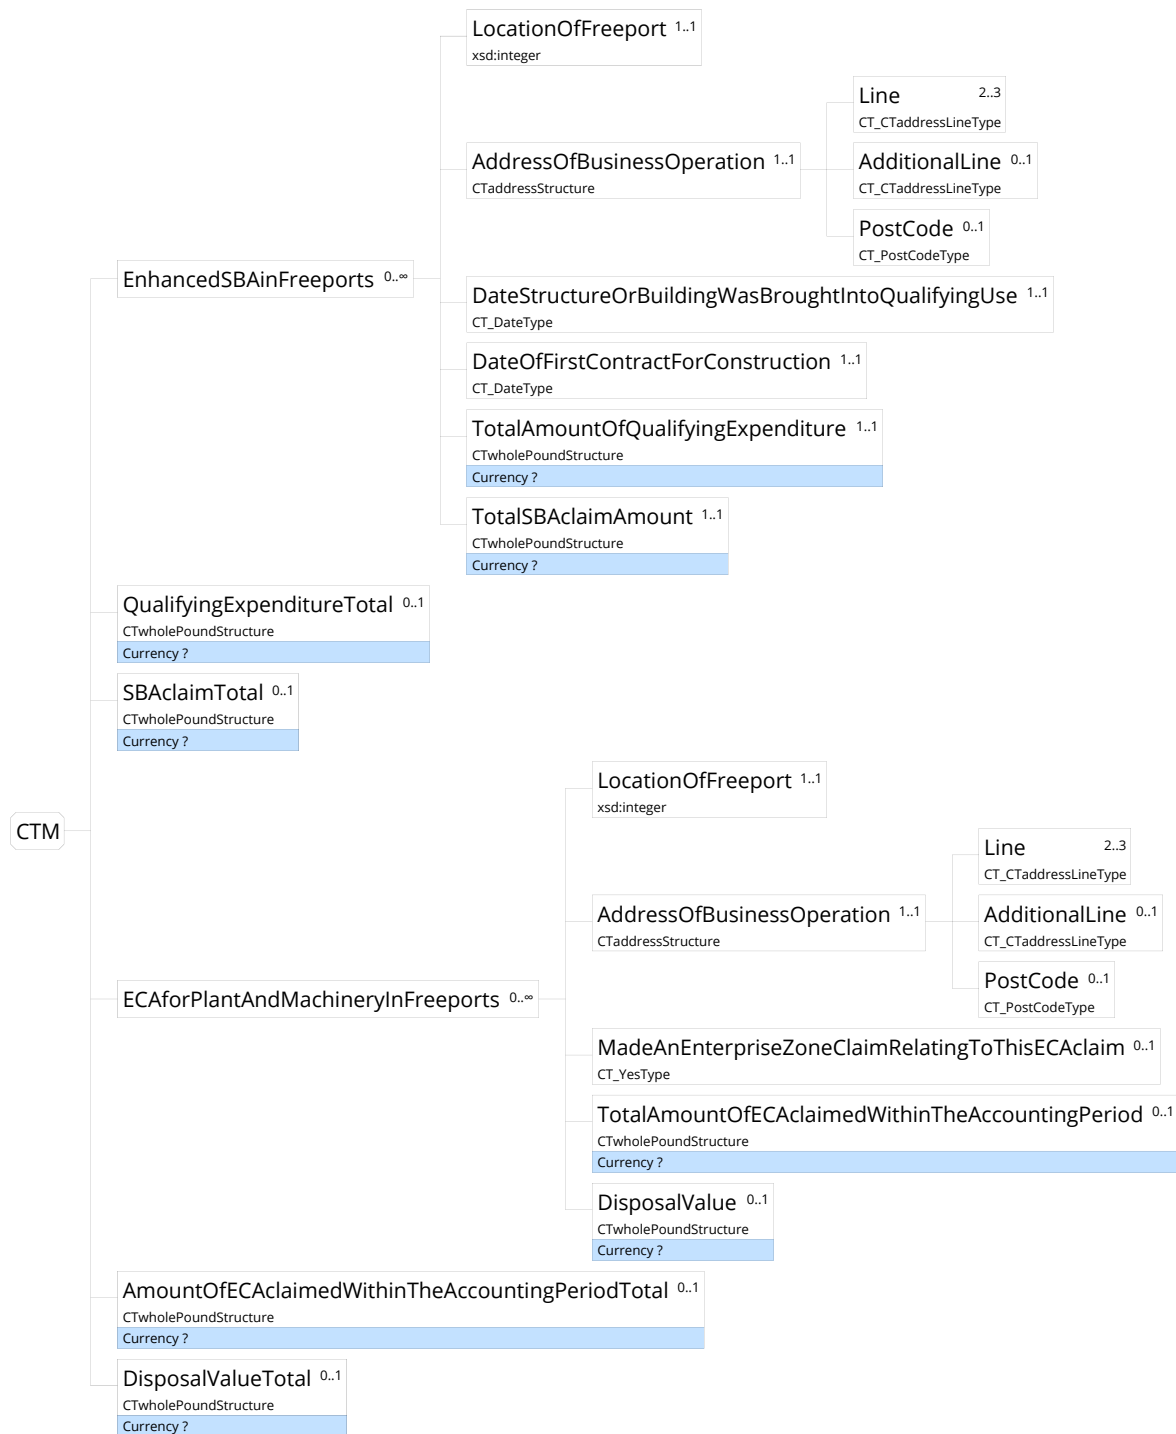 LocationOfFreeport 1..1
xsd:integer
Line 2..3
CT_CTaddressLineType
AddressOfBusinessOperation 1..1
CTaddressStructure
AdditionalLine 0..1
CT_CTaddressLineType
PostCode 0..1
CT_PostCodeType
EnhancedSBAinFreeports 0..∞
DateStructureOrBuildingWasBroughtIntoQualifyingUse 1..1
CT_DateType
DateOfFirstContractForConstruction 1..1
CT_DateType
TotalAmountOfQualifyingExpenditure 1..1
CTwholePoundStructure
Currency ?
TotalSBAclaimAmount 1..1
CTwholePoundStructure
Currency ?
QualifyingExpenditureTotal 0..1
CTwholePoundStructure
Currency ?
SBAclaimTotal 0..1
CTwholePoundStructure
Currency ?
CTM
LocationOfFreeport 1..1
xsd:integer
Line 2..3
CT_CTaddressLineType
AddressOfBusinessOperation 1..1
CTaddressStructure
AdditionalLine 0..1
CT_CTaddressLineType
PostCode 0..1
CT_PostCodeType
ECAforPlantAndMachineryInFreeports 0..∞
MadeAnEnterpriseZoneClaimRelatingToThisECAclaim 0..1
CT_YesType
TotalAmountOfECAclaimedWithinTheAccountingPeriod 0..1
CTwholePoundStructure
Currency ?
DisposalValue 0..1
CTwholePoundStructure
Currency ?
AmountOfECAclaimedWithinTheAccountingPeriodTotal 0..1
CTwholePoundStructure
Currency ?
DisposalValueTotal 0..1
CTwholePoundStructure
Currency ?